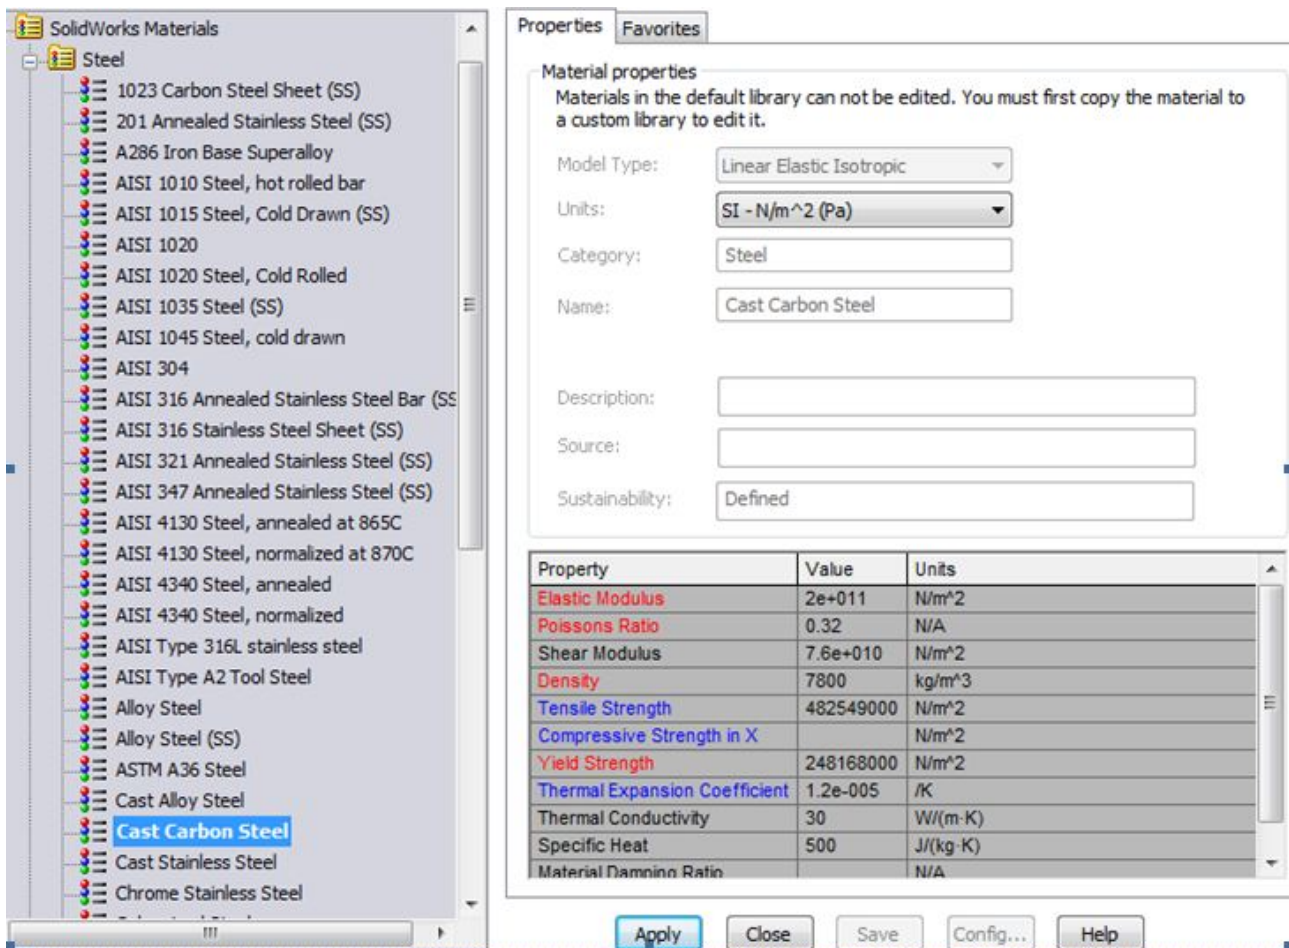 SolidWorks Materials
Steel
1023 Carbon Steel Sheet (SS)
201 Annealed Stainless Steel (SS)
A286 Iron Base Superalloy
AISI 1010 Steel, hot rolled bar
AISI 1015 Steel, Cold Drawn (SS)
AISI 1020
AISI 1020 Steel, Cold Rolled
AISI 1035 Steel (SS)
AISI 1045 Steel, cold drawn
AISI 304
AISI 316 Annealed Stainless Steel Bar (SS
AISI 316 Stainless Steel Sheet (SS)
AISI 321 Annealed Stainless Steel (SS)
AISI 347 Annealed Stainless Steel (SS)
AISI 4130 Steel, annealed at 865C
AISI 4130 Steel, normalized at 870C
AISI 4340 Steel, annealed
AISI 4340 Steel, normalized
AISI Type 316L stainless steel
AISI Type A2 Tool Steel
Alloy Steel
Alloy Steel (SS)
ASTM A36 Steel
Cast Alloy Steel
Cast Carbon Steel
Cast Stainless Steel
Chrome Stainless Steel
Properties Favorites
Material properties
Materials in the default library can not be edited. You must first copy the material to
a custom library to edit it.
Model Type: Linear Elastic Isotropic
Units: SI - N/m^2 (Pa)
Category: Steel
Name: Cast Carbon Steel
Description:
Source:
Sustainability: Defined
Property Value Units
Elastic Modulus 2e+011 N/m^2
Poissons Ratio 0.32 N/A
Shear Modulus 7.6e+010 N/m^2
Density 7800 kg/m^3
Tensile Strength 482549000 N/m^2
Compressive Strength in X N/m^2
Yield Strength 248168000 N/m^2
Thermal Expansion Coefficient 1.2e-005 /K
Thermal Conductivity 30 W/(m·K)
Specific Heat 500 J/(kg·K)
Material Damping Ratio N/A
Apply Close Save Config... Help